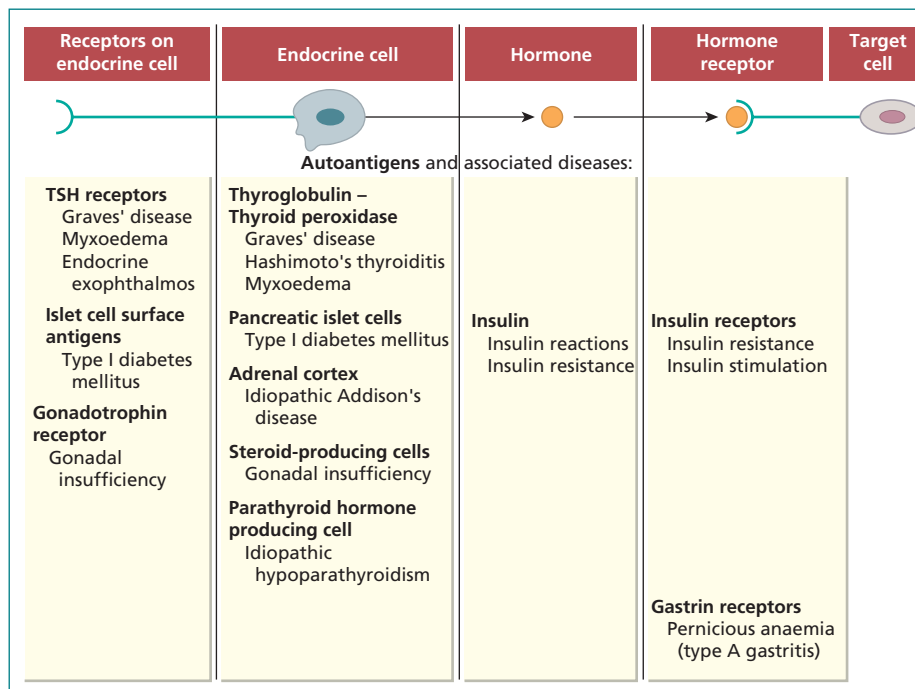 Receptors on
endocrine cell
Endocrine cell
Hormone
Hormone
receptor
Target
cell
Autoantigens and associated diseases:
TSH receptors
Graves' disease
Myxoedema
Endocrine
exophthalmos
Islet cell surface
antigens
Type I diabetes
mellitus
Gonadotrophin
receptor
Gonadal
insufficiency
Thyroglobulin –
Thyroid peroxidase
Graves' disease
Hashimoto's thyroiditis
Myxoedema
Pancreatic islet cells
Type I diabetes mellitus
Adrenal cortex
Idiopathic Addison's
disease
Steroid-producing cells
Gonadal insufficiency
Parathyroid hormone
producing cell
Idiopathic
hypoparathyroidism
Insulin
Insulin reactions
Insulin resistance
Insulin receptors
Insulin resistance
Insulin stimulation
Gastrin receptors
Pernicious anaemia
(type A gastritis)